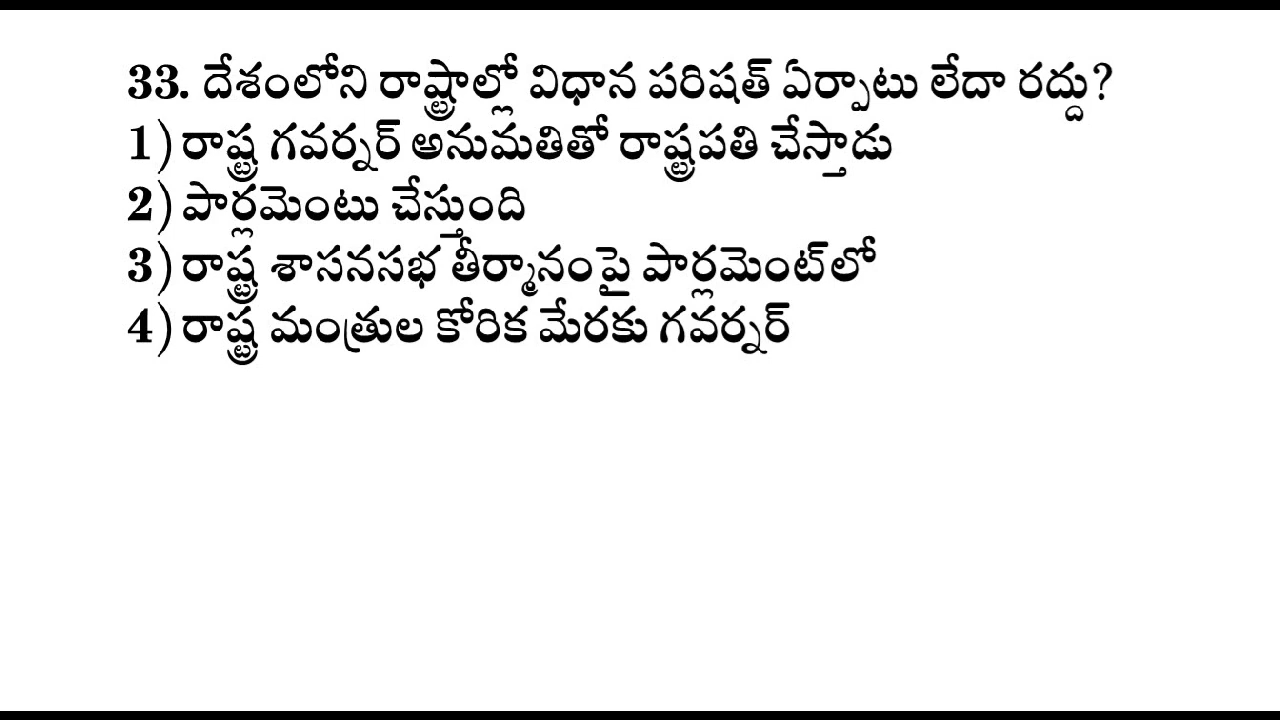 33. దేశంలోని రాష్ట్రాల్లో విధాన పరిషత్ ఏర్పాటు లేదా రద్దు?
1) రాష్ట్ర గవర్నర్ అనుమతితో రాష్ట్రపతి చేస్తాడు
2) పార్లమెంటు చేస్తుంది
3) రాష్ట్ర శాసనసభ తీర్మానంపై పార్లమెంట్‌లో
4) రాష్ట్ర మంత్రుల కోరిక మేరకు గవర్నర్